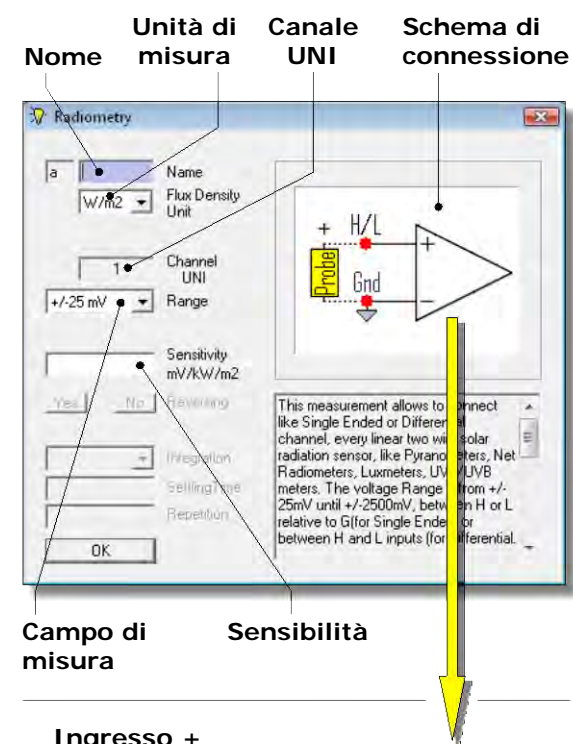 Nome
Unità di
misura
Canale
UNI
Schema di
connessione
Radiometry
a
Name
W/m2
Flux Density
Unit
1
Channel
UNI
+/-25 mV
Range
Sensitivity
mV/kW/m2
Yes
No
Reversing
Integration
Settling Time
Repetition
OK
+
H/L
+
Probe
Gnd
−
This measurement allows to connect
like Single Ended or Differential
channel, every linear two wire solar
radiation sensor, like Pyranometers, Net
Radiometers, Luxmeters, UVA/UVB
meters. The voltage Range is from +/-
25mV until +/-2500mV, between H or L
relative to G(for Single Ended) or
between H and L inputs (for differential.
Campo di
misura
Sensibilità
Ingresso +